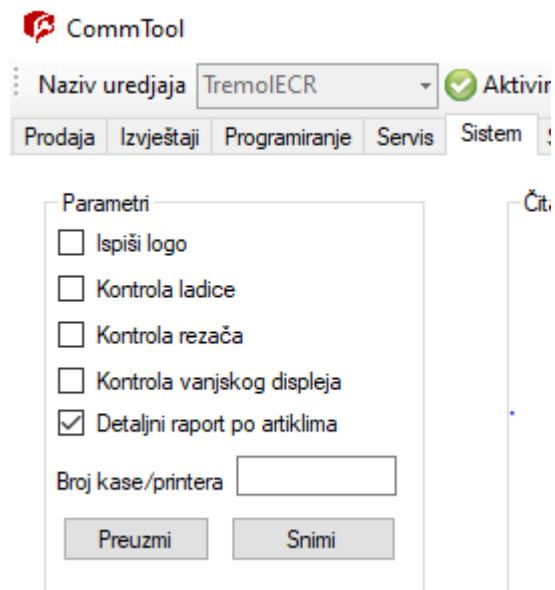 CommTool
Naziv uredjaja TremolECR
Prodaja Izvještaji Programiranje Servis Sistem
Parametri
Ispiši logo
Kontrola ladice
Kontrola rezača
Kontrola vanjskog displeja
Detaljni raport po artiklima
Broj kase/printera
Preuzmi Snimi